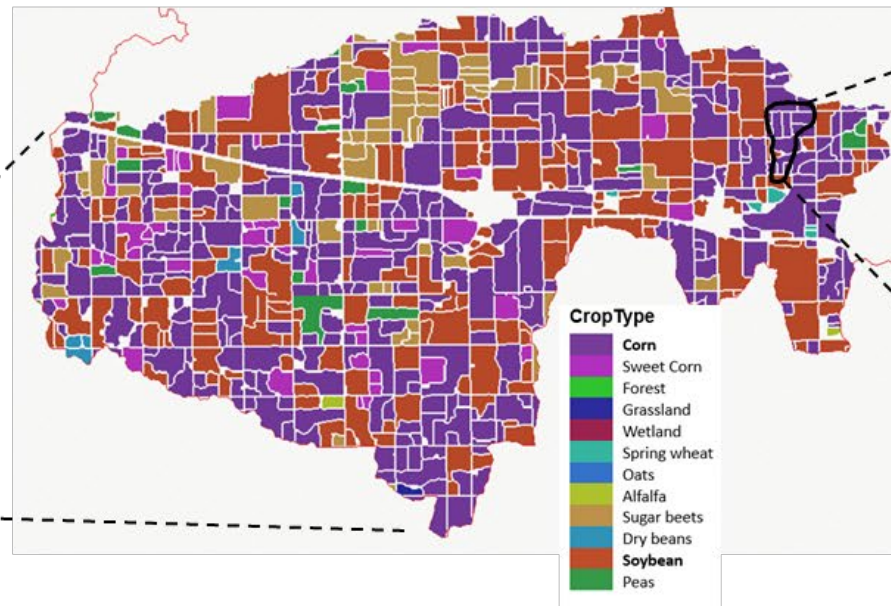 CropType
Corn
Sweet Corn
Forest
Grassland
Wetland
Spring wheat
Oats
Alfalfa
Sugar beets
Dry beans
Soybean
Peas